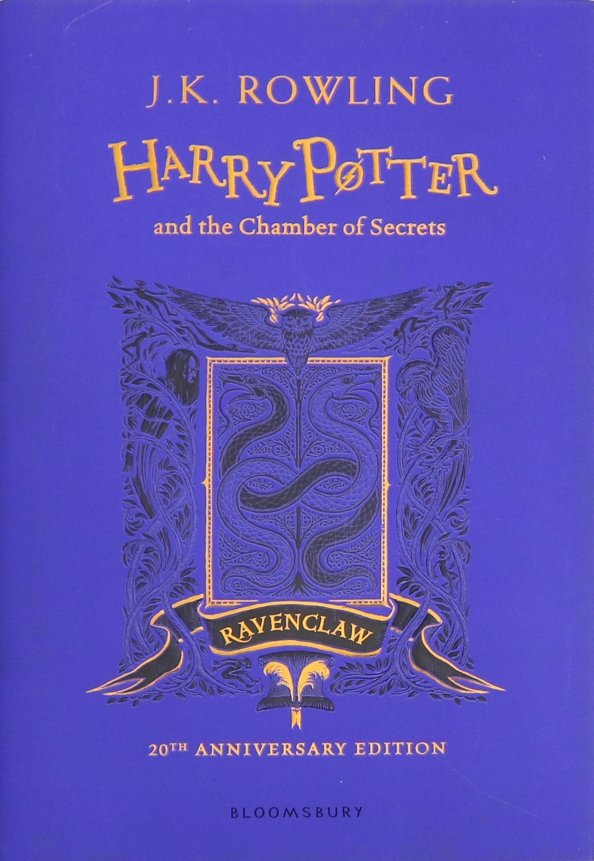 J.K. ROWLING
HARRY POTTER
and the Chamber of Secrets
RAVENCLAW
20TH ANNIVERSARY EDITION
BLOOMSBURY